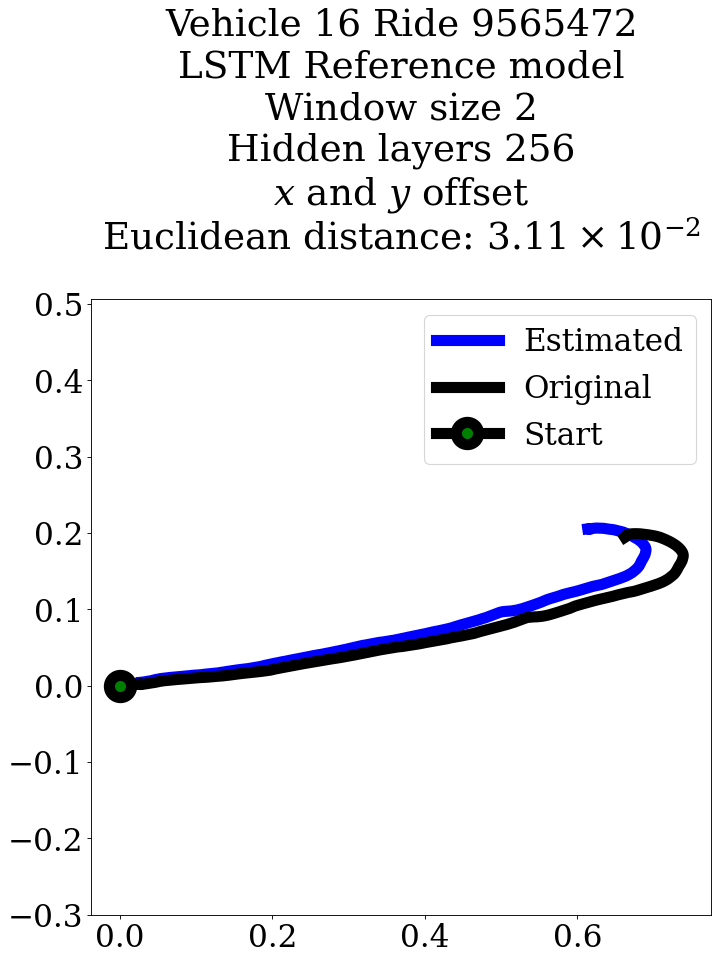 Vehicle 16 Ride 9565472
LSTM Reference model
Window size 2
Hidden layers 256
x and y offset
Euclidean distance: 3.11 × 10⁻²
Estimated
Original
Start
0.5
0.4
0.3
0.2
0.1
0.0
−0.1
−0.2
−0.3
0.0 0.2 0.4 0.6